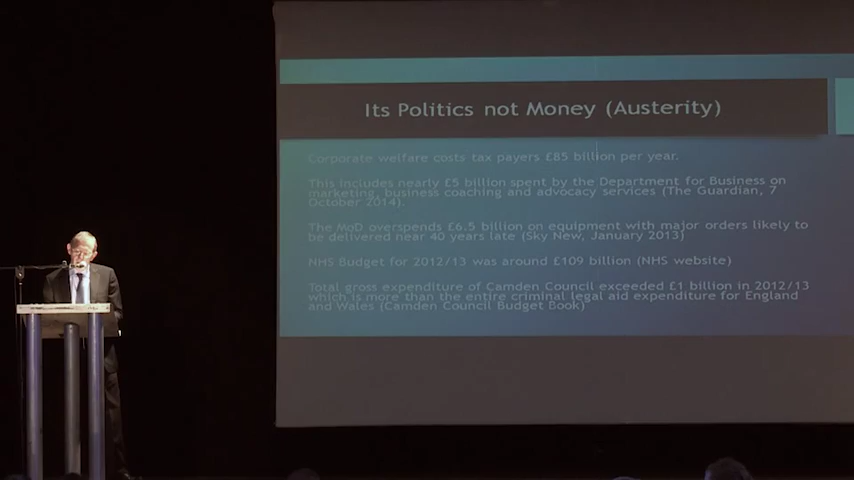 Its Politics not Money (Austerity)
Corporate welfare costs tax payers £85 billion per year.
This includes nearly £5 billion spent by the Department for Business on
marketing, business coaching and advocacy services (The Guardian, 7
October 2014).
The MoD overspends £6.5 billion on equipment with major orders likely to
be delivered near 40 years late (Sky New, January 2013)
NHS Budget for 2012/13 was around £109 billion (NHS website)
Total gross expenditure of Camden Council exceeded £1 billion in 2012/13
which is more than the entire criminal legal aid expenditure for England
and Wales (Camden Council Budget Book)